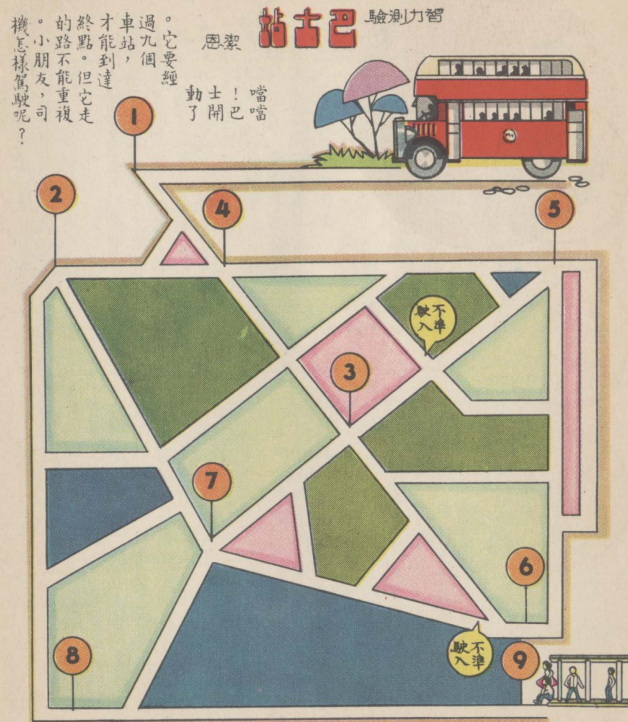 智力測驗
巴士站
潔恩
噹噹
！巴
士開
動了
。它要經
過九個
車站，
才能到達
終點。但它走
的路不能重複
。小朋友，司
機怎樣駕駛呢？
1
2
4
5
不準
駛入
3
7
6
不準
駛入
8
9